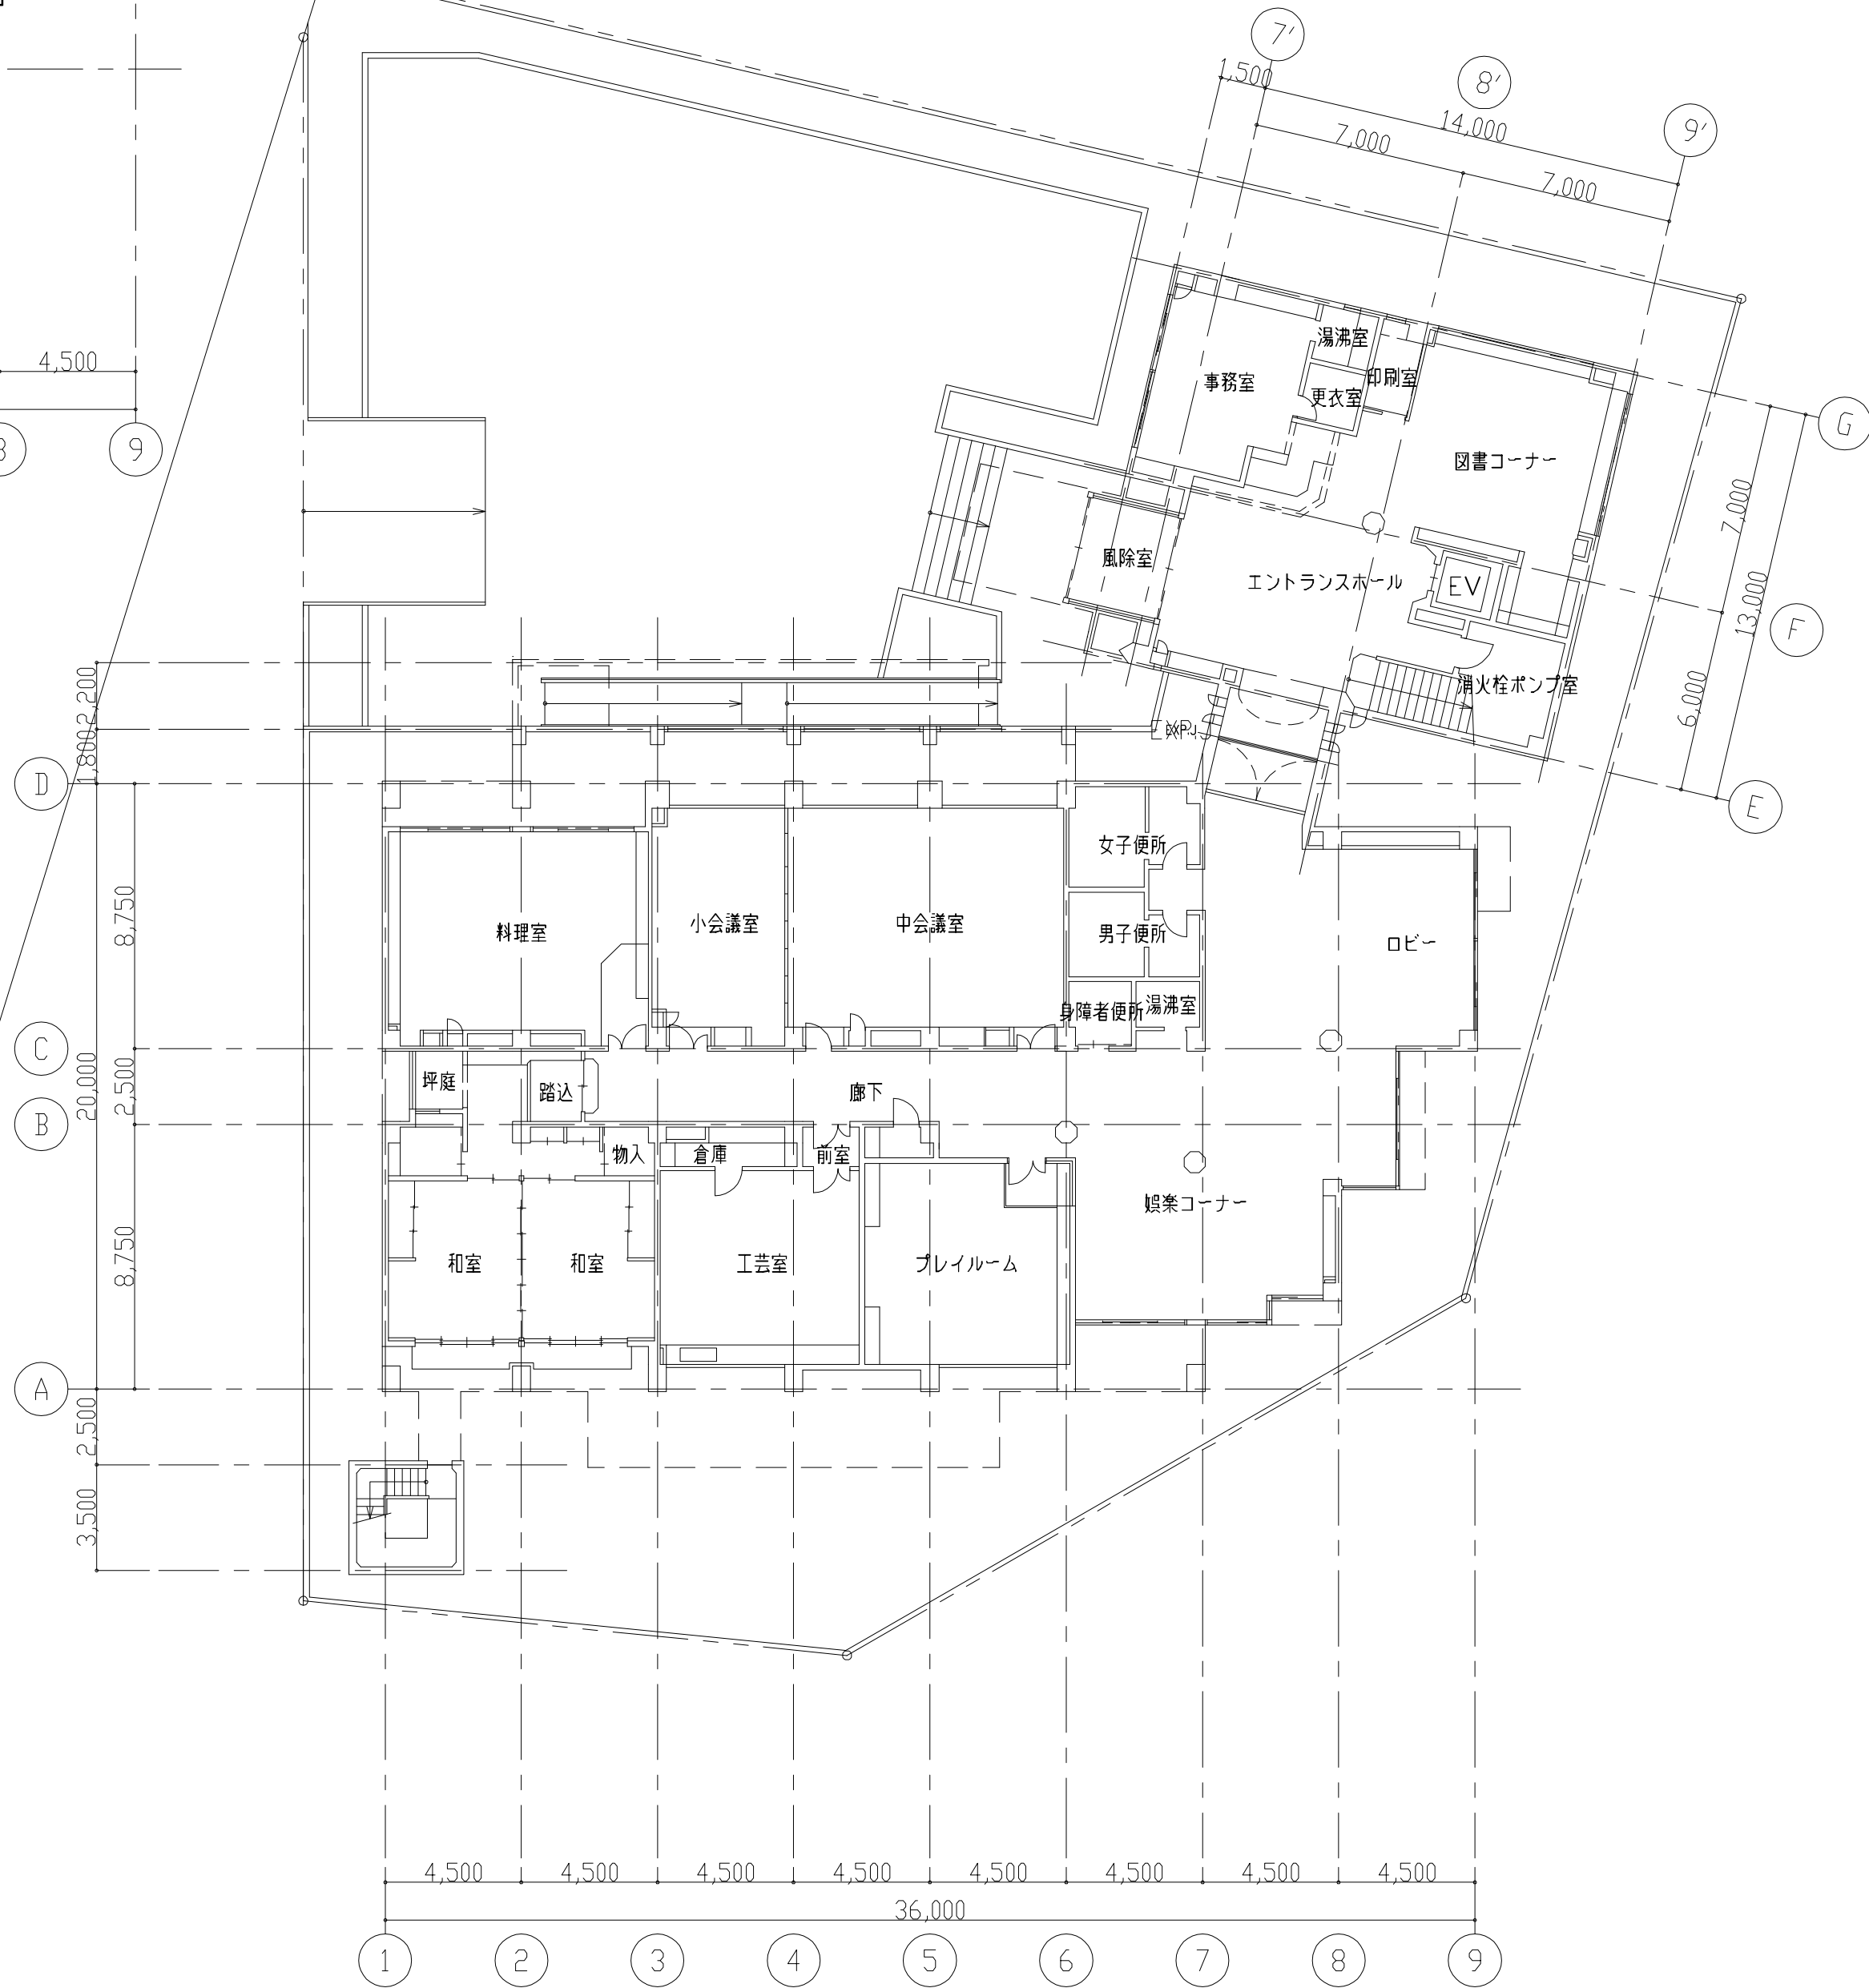 7'
1,500
8'
14,000
9'
7,000
7,000
湯沸室
4,500
事務室
印刷室
更衣室
G
9
図書コーナー
7,000
風除室
エントランスホール
EV
13,000
F
消火栓ポンプ室
2,200
6,000
EXP.J
1,800
D
E
女子便所
8,750
小会議室
中会議室
料理室
男子便所
ロビー
身障者便所
湯沸室
C
20,000
2,500
坪庭
踏込
廊下
B
物入
倉庫
前室
娯楽コーナー
8,750
和室
和室
工芸室
プレイルーム
A
2,500
3,500
4,500
4,500
4,500
4,500
4,500
4,500
4,500
4,500
36,000
1
2
3
4
5
6
7
8
9